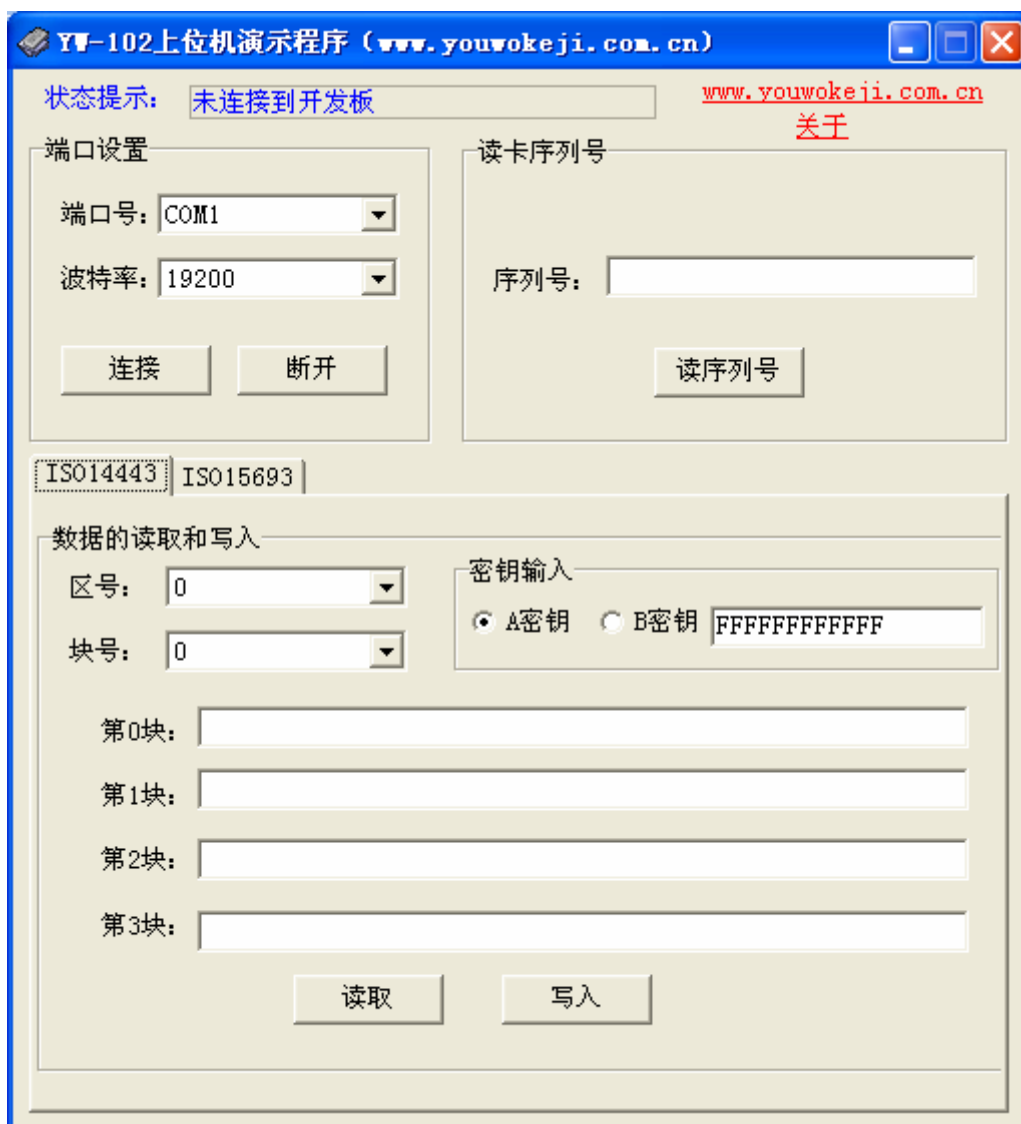 YW-102上位机演示程序（www.youwokeji.com.cn）
状态提示： 未连接到开发板
www.youwokeji.com.cn
关于
端口设置
端口号：COM1
波特率：19200
连接 断开
读卡序列号
序列号：
读序列号
ISO14443 ISO15693
数据的读取和写入
区号： 0
块号： 0
密钥输入
A密钥 B密钥 FFFFFFFFFFFF
第0块：
第1块：
第2块：
第3块：
读取 写入